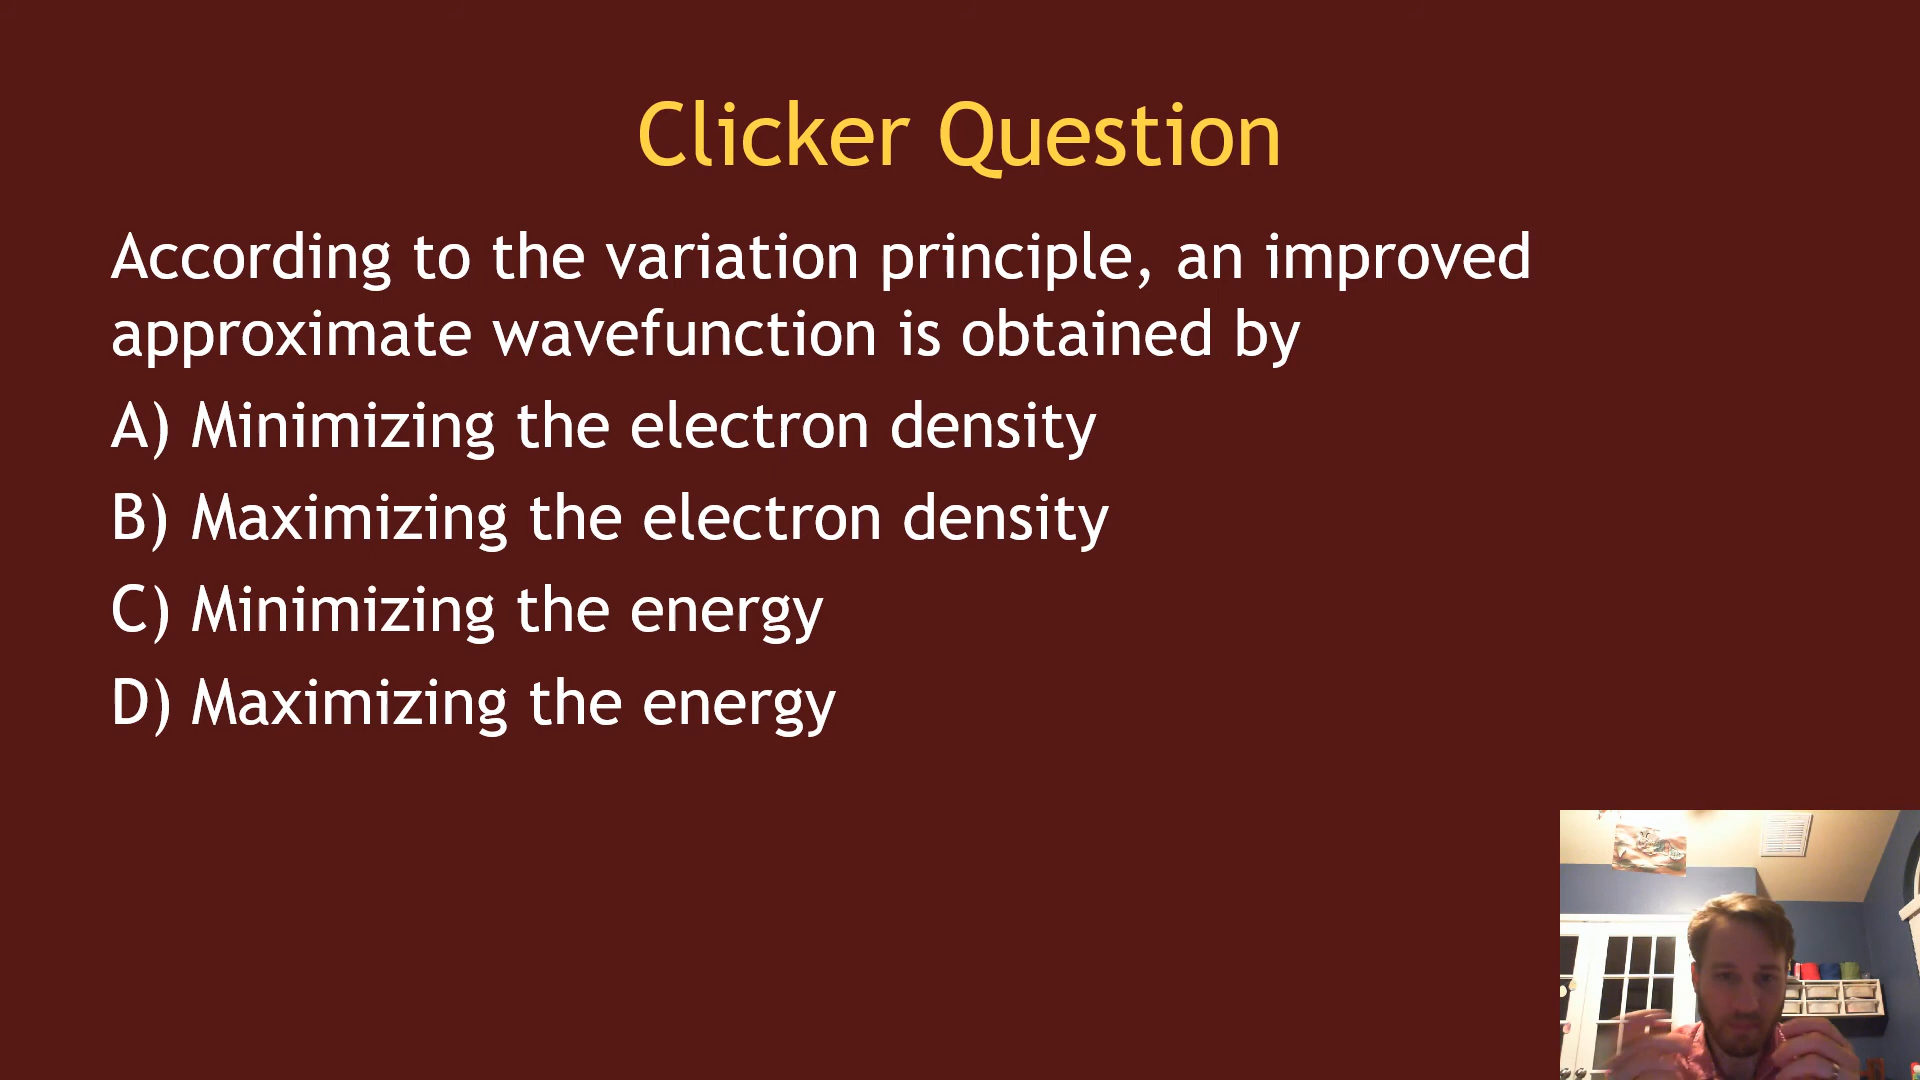 Clicker Question
According to the variation principle, an improved
approximate wavefunction is obtained by
A) Minimizing the electron density
B) Maximizing the electron density
C) Minimizing the energy
D) Maximizing the energy